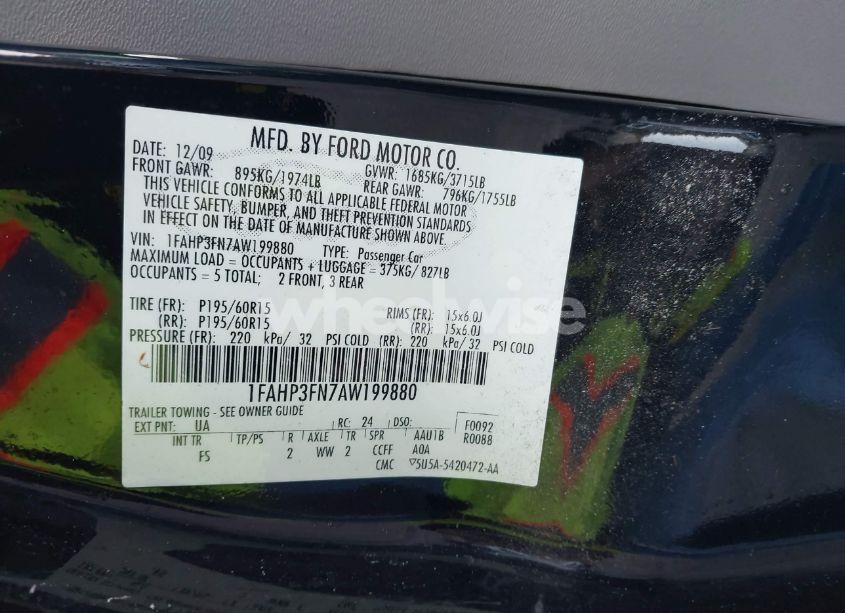 MFD. BY FORD MOTOR CO.
DATE: 12/09 GVWR: 1685KG/3715LB
FRONT GAWR: 895KG/1974LB REAR GAWR: 796KG/1755LB
THIS VEHICLE CONFORMS TO ALL APPLICABLE FEDERAL MOTOR
VEHICLE SAFETY, BUMPER, AND THEFT PREVENTION STANDARDS
IN EFFECT ON THE DATE OF MANUFACTURE SHOWN ABOVE.
VIN: 1FAHP3FN7AW199880 TYPE: Passenger Car
MAXIMUM LOAD = OCCUPANTS + LUGGAGE = 375KG/ 827LB
OCCUPANTS = 5 TOTAL; 2 FRONT, 3 REAR
wheelwise
TIRE (FR): P195/60R15 RIMS (FR): 15x6.0J
(RR): P195/60R15 (RR): 15x6.0J
PRESSURE (FR): 220 kPa/ 32 PSI COLD (RR): 220 kPa/ 32 PSI COLD
1FAHP3FN7AW199880
TRAILER TOWING - SEE OWNER GUIDE
EXT PNT: UA RC: 24 DSO: F0092
INT TR TP/PS R AXLE TR SPR AAU1B R0088
FS 2 WW 2 CCFF AOA
CMC ▽5U5A-5420472-AA